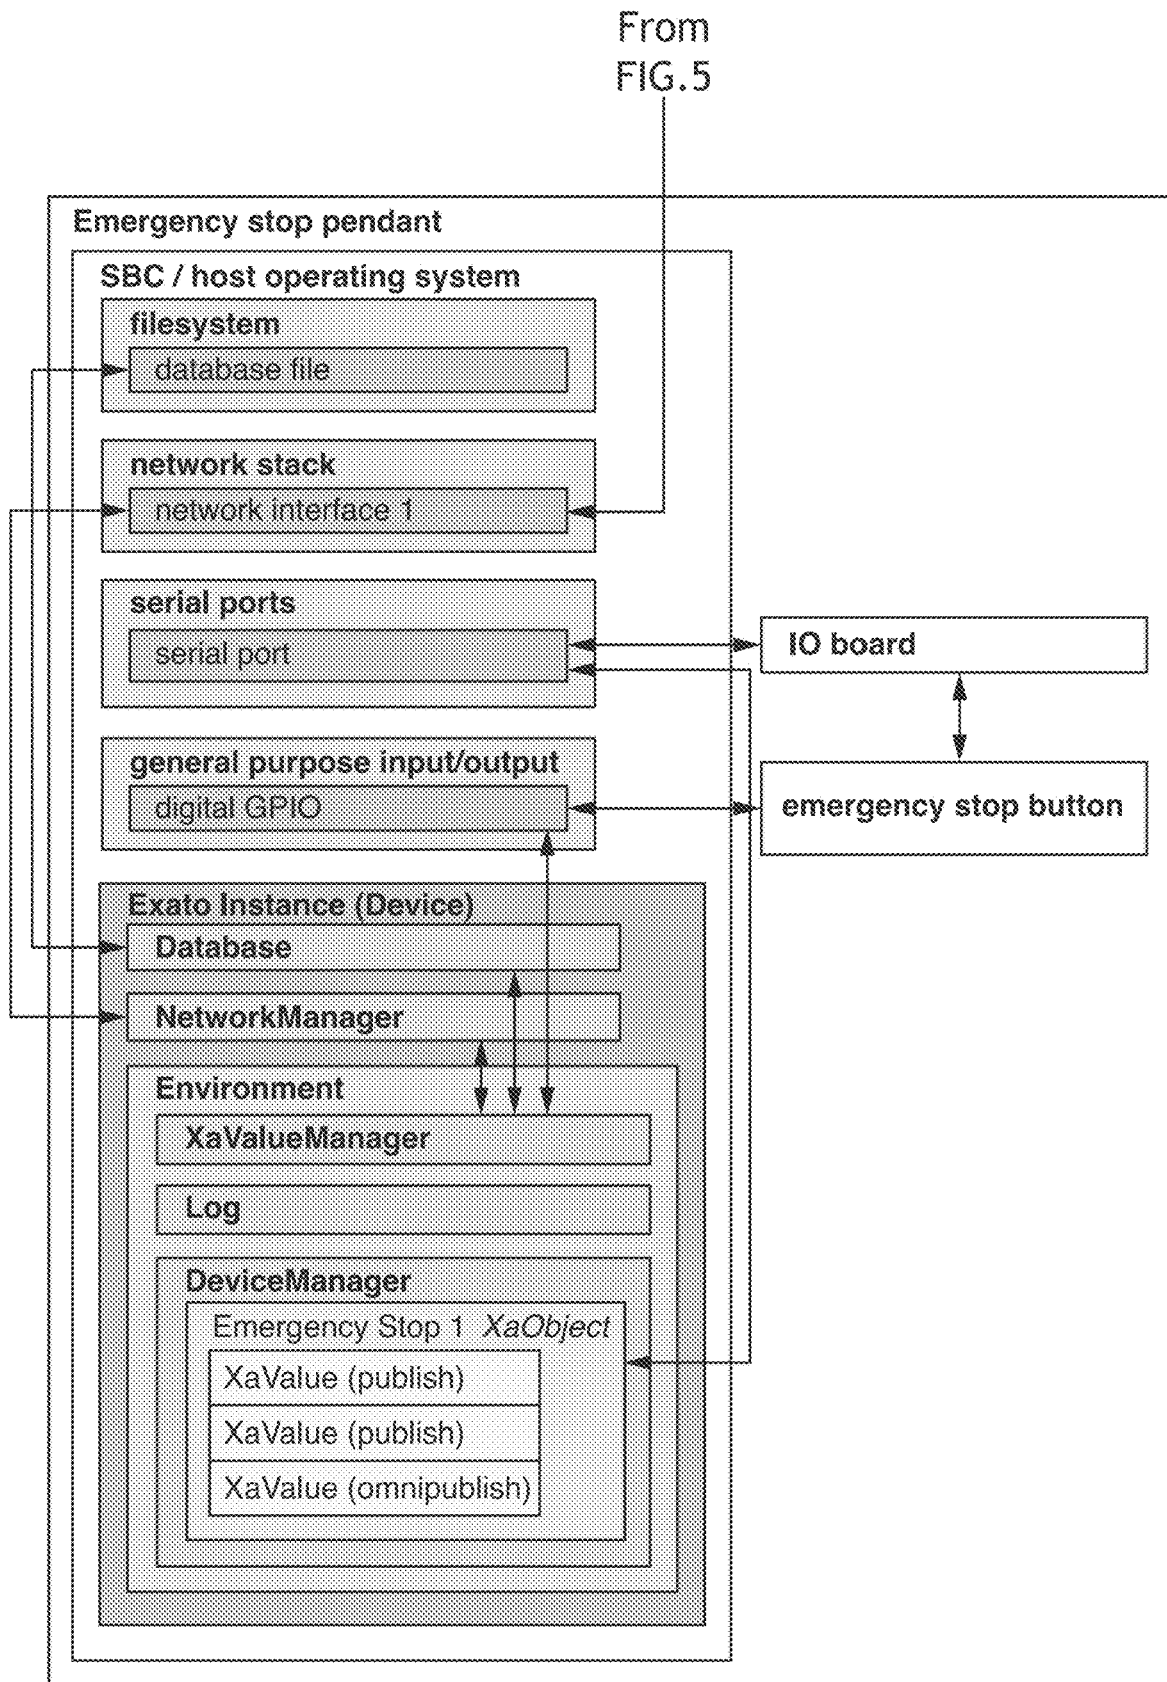 From
FIG.5
Emergency stop pendant
SBC / host operating system
filesystem
database file
network stack
network interface 1
serial ports
serial port
IO board
general purpose input/output
digital GPIO
emergency stop button
Exato Instance (Device)
Database
NetworkManager
Environment
XaValueManager
Log
DeviceManager
Emergency Stop 1 XaObject
XaValue (publish)
XaValue (publish)
XaValue (omnipublish)